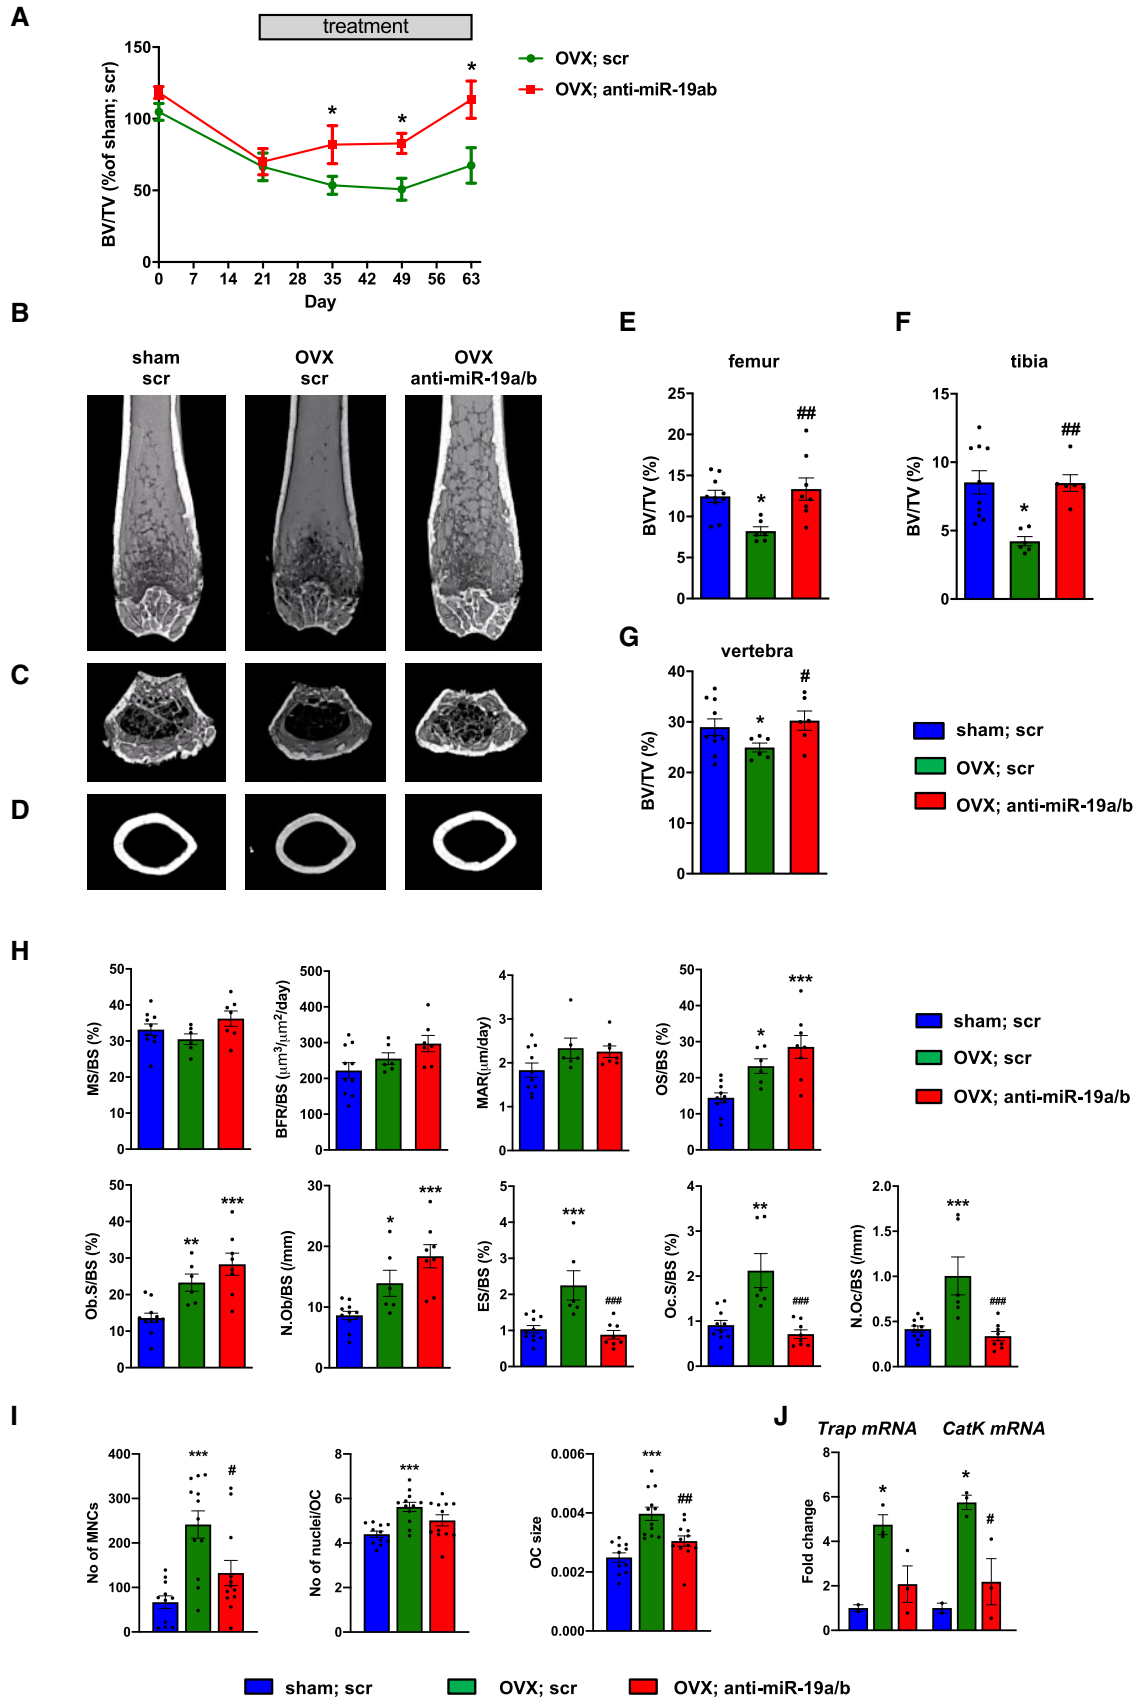 A
treatment
BV/TV (%of sham; scr)
150
100
50
0
0 7 14 21 28 35 42 49 56 63
Day
* * *
OVX; scr
OVX; anti-miR-19ab
B
sham
scr
OVX
scr
OVX
anti-miR-19a/b
C
D
E
femur
BV/TV (%)
25
20
15
10
5
0
*
##
F
tibia
BV/TV (%)
15
10
5
0
*
##
G
vertebra
BV/TV (%)
40
30
20
10
0
*
#
sham; scr
OVX; scr
OVX; anti-miR-19a/b
H
MS/BS (%)
50
40
30
20
10
0
BFR/BS (µm³/µm²/day)
500
400
300
200
100
0
MAR(µm/day)
4
3
2
1
0
OS/BS (%)
50
40
30
20
10
0
*
***
sham; scr
OVX; scr
OVX; anti-miR-19a/b
Ob.S/BS (%)
50
40
30
20
10
0
**
***
N.Ob/BS (/mm)
30
20
10
0
*
***
ES/BS (%)
5
4
3
2
1
0
***
###
Oc.S/BS (%)
4
3
2
1
0
**
###
N.Oc/BS (/mm)
2.0
1.5
1.0
0.5
0.0
***
###
I
No of MNCs
400
300
200
100
0
***
#
No of nuclei/OC
8
6
4
2
0
***
OC size
0.006
0.004
0.002
0.000
***
##
J
Trap mRNA CatK mRNA
Fold change
8
6
4
2
0
*
*
#
sham; scr
OVX; scr
OVX; anti-miR-19a/b